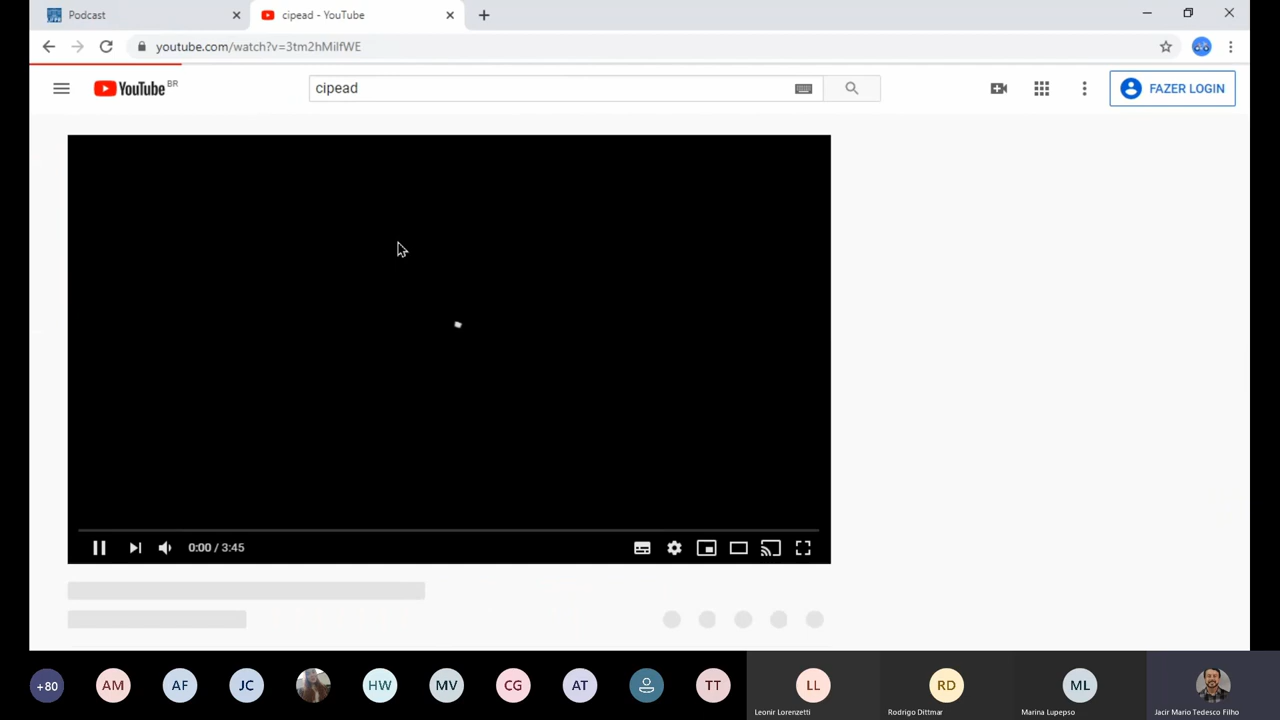 Podcast
cipead - YouTube
youtube.com/watch?v=3tm2hMilfWE
YouTube BR
cipead
FAZER LOGIN
0:00 / 3:45
+80
AM
AF
JC
HW
MV
CG
AT
TT
LL
RD
ML
Leonir Lorenzetti
Rodrigo Dittmar
Marina Lupepso
Jacir Mario Tedesco Filho